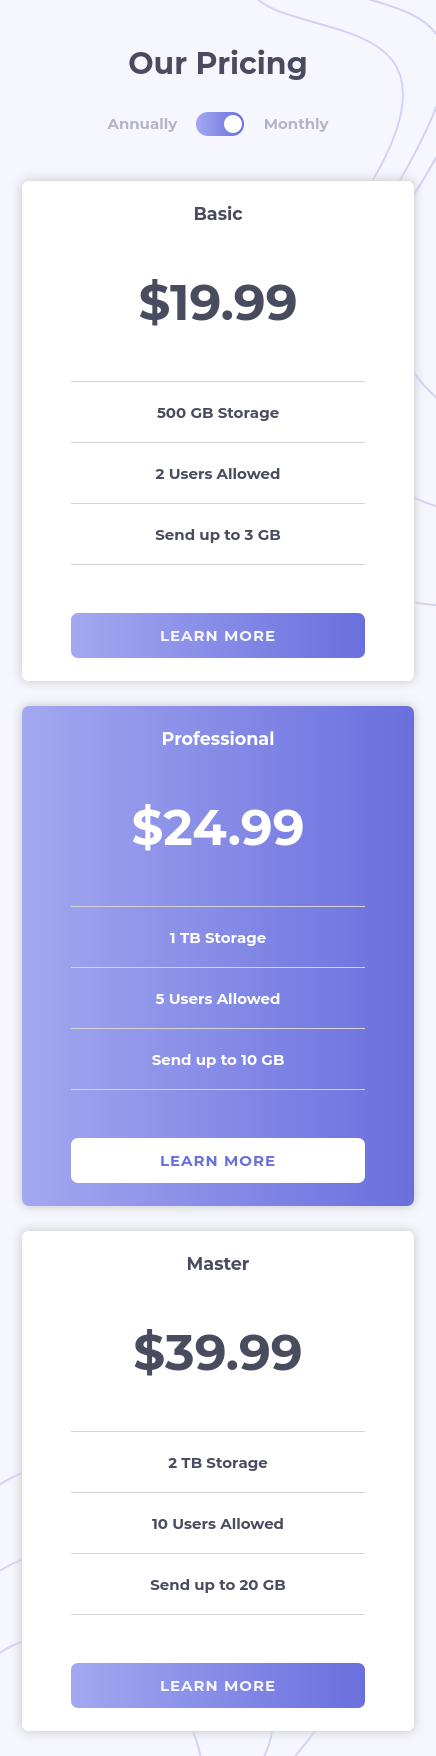 Our Pricing
Annually Monthly
Basic
$19.99
500 GB Storage
2 Users Allowed
Send up to 3 GB
LEARN MORE
Professional
$24.99
1 TB Storage
5 Users Allowed
Send up to 10 GB
LEARN MORE
Master
$39.99
2 TB Storage
10 Users Allowed
Send up to 20 GB
LEARN MORE